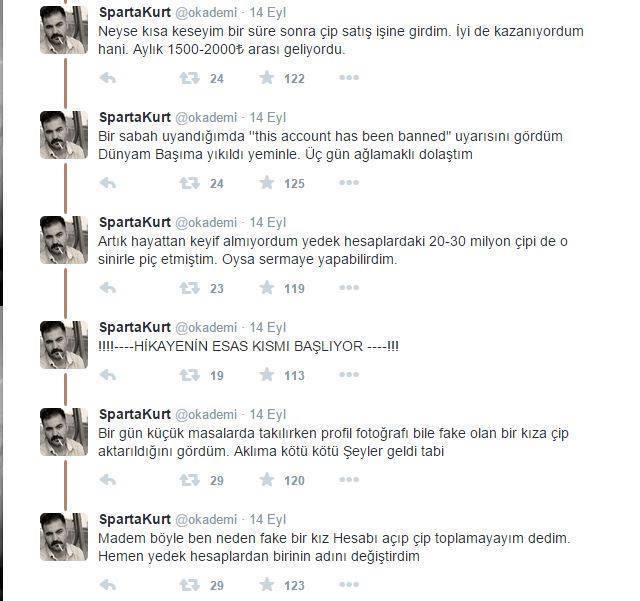 SpartaKurt @okademi · 14 Eyl
Neyse kısa keseyim bir süre sonra çip satış işine girdim. İyi de kazanıyordum
hani. Aylık 1500-2000₺ arası geliyordu.
24 122
SpartaKurt @okademi · 14 Eyl
Bir sabah uyandığımda "this account has been banned" uyarısını gördüm
Dünyam Başıma yıkıldı yeminle. Üç gün ağlamaklı dolaştım
24 125
SpartaKurt @okademi · 14 Eyl
Artık hayattan keyif almıyordum yedek hesaplardaki 20-30 milyon çipi de o
sinirle piç etmiştim. Oysa sermaye yapabilirdim.
23 119
SpartaKurt @okademi · 14 Eyl
!!!!----HİKAYENİN ESAS KISMI BAŞLIYOR ----!!!
19 113
SpartaKurt @okademi · 14 Eyl
Bir gün küçük masalarda takılırken profil fotoğrafı bile fake olan bir kıza çip
aktarıldığını gördüm. Aklıma kötü kötü Şeyler geldi tabi
29 120
SpartaKurt @okademi · 14 Eyl
Madem böyle ben neden fake bir kız Hesabı açıp çip toplamayayım dedim.
Hemen yedek hesaplardan birinin adını değiştirdim
29 123